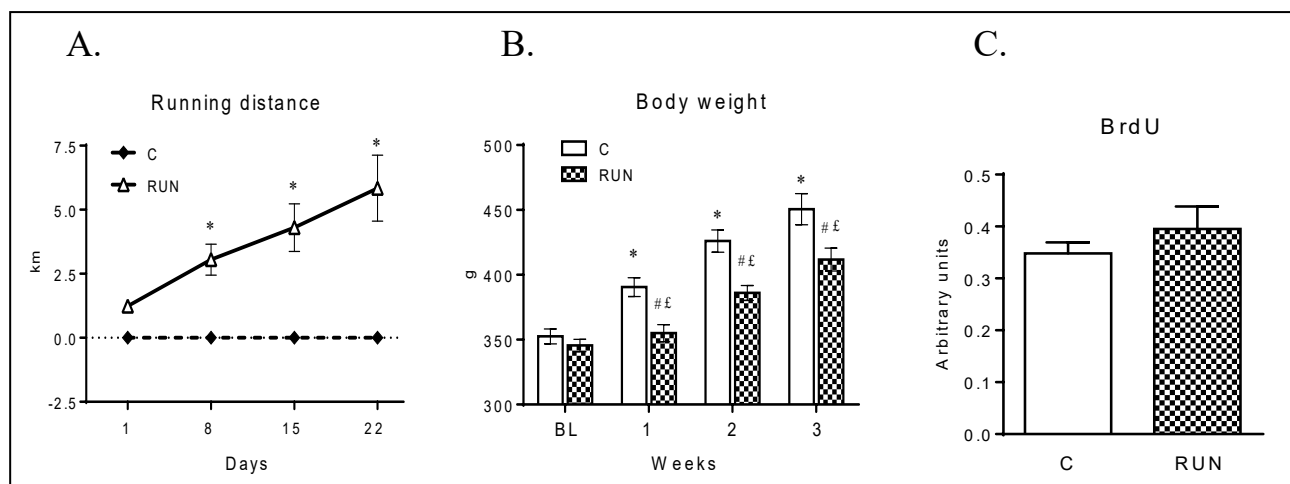 A.
Running distance
C
RUN
7.5
5.0
2.5
0.0
-2.5
km
*
*
*
1 8 15 22
Days
B.
Body weight
C
RUN
500
450
400
350
300
g
*
#£
*
#£
*
#£
BL 1 2 3
Weeks
C.
BrdU
0.5
0.4
0.3
0.2
0.1
0.0
Arbitrary units
C RUN